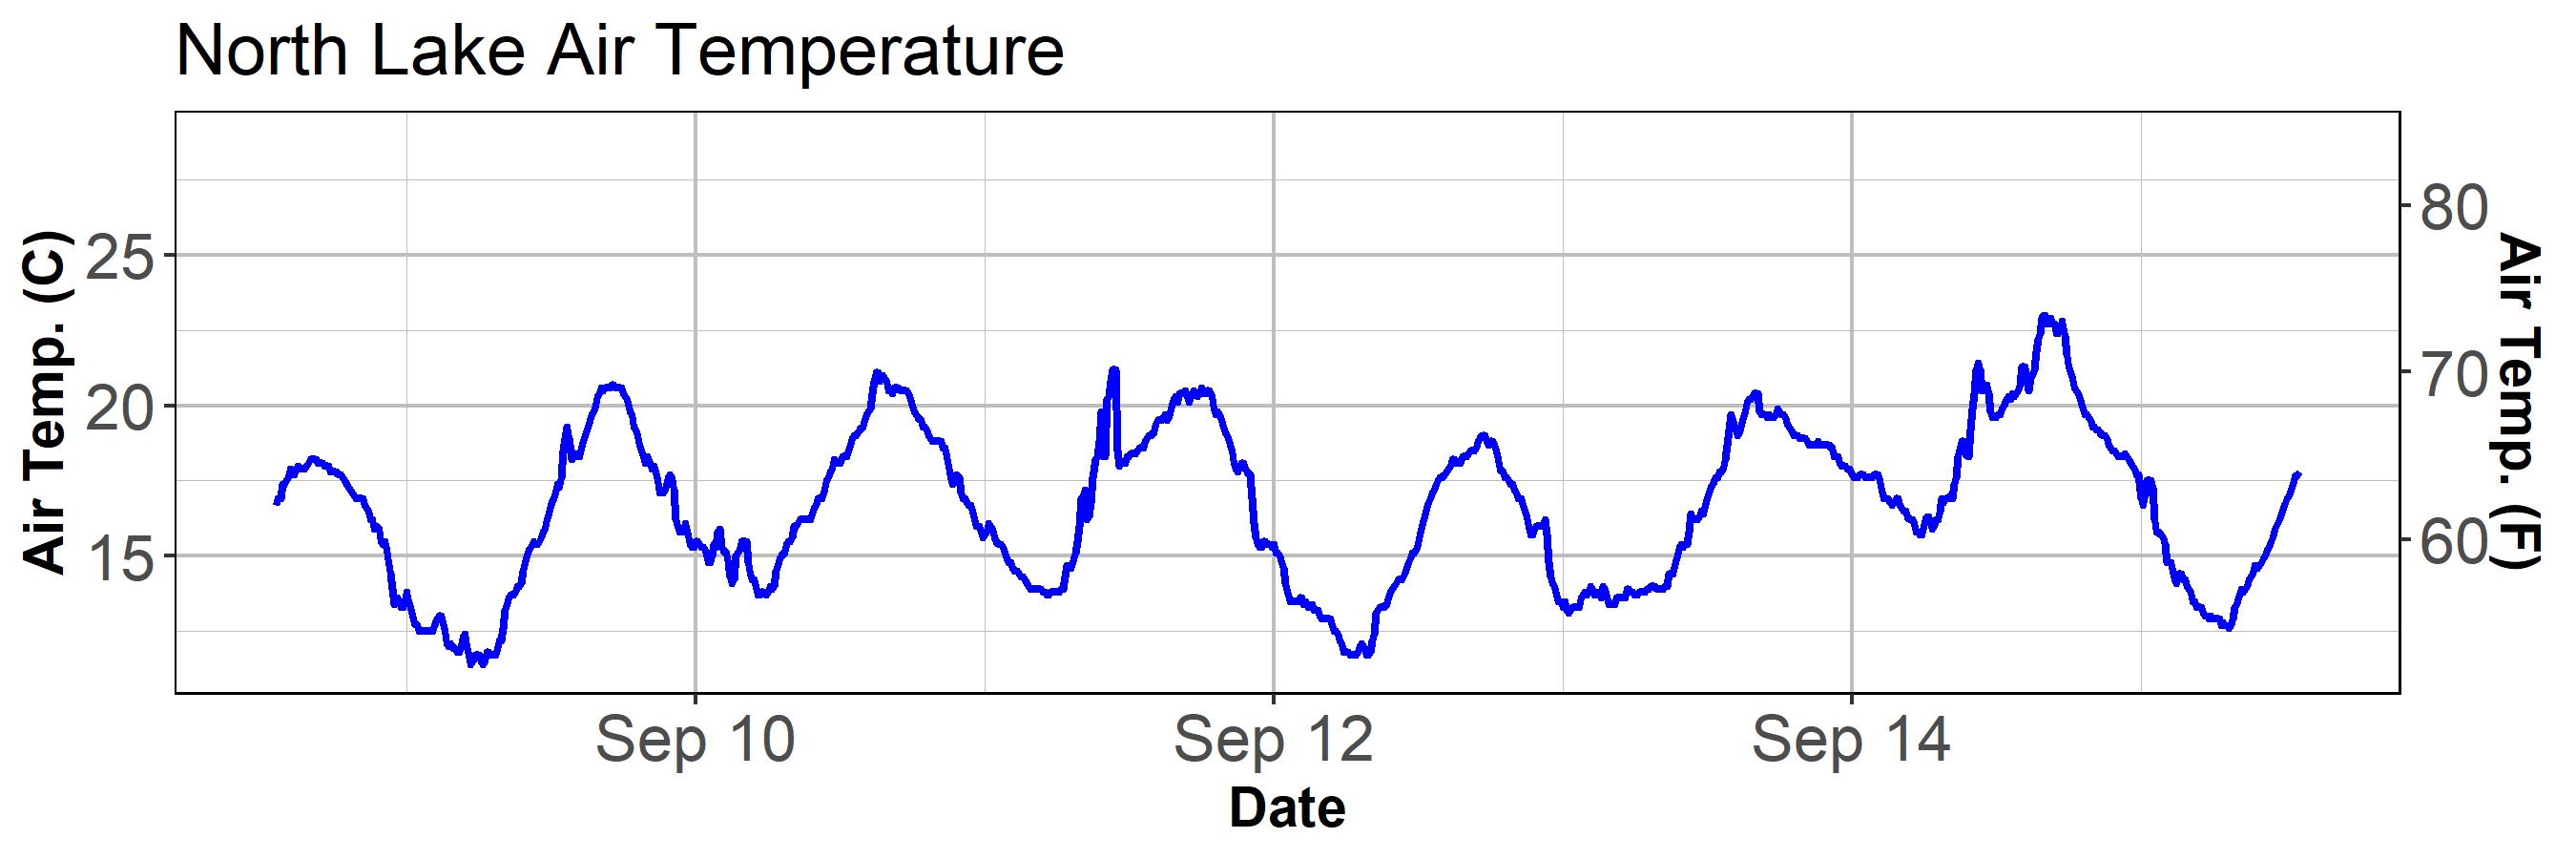 North Lake Air Temperature
Air Temp. (C)
25
20
15
80
70
60
Air Temp. (F)
Sep 10
Sep 12
Sep 14
Date